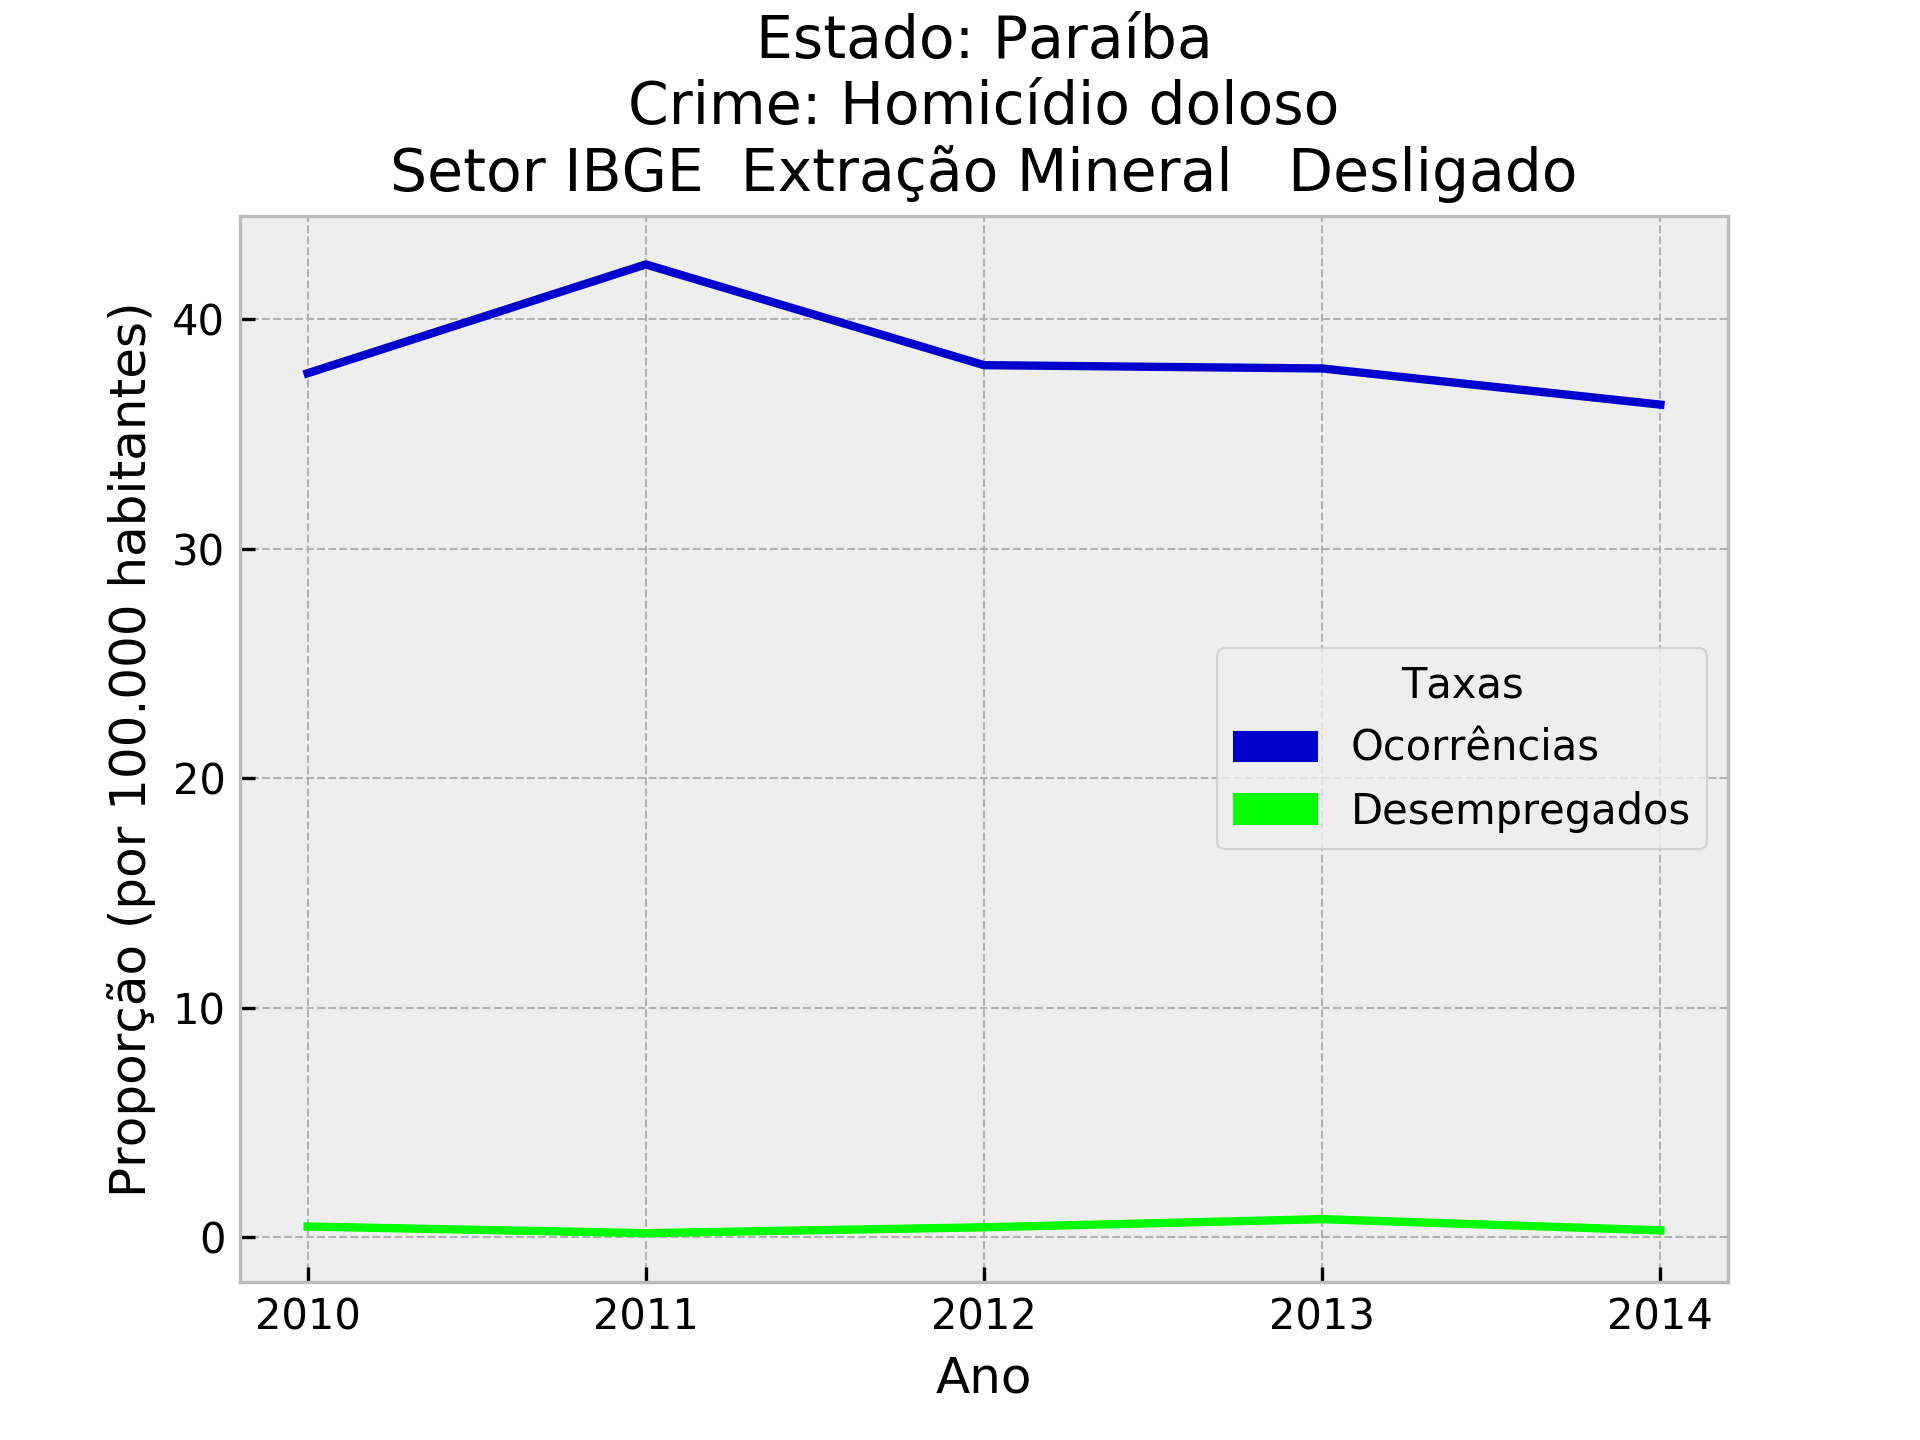 Estado: Paraíba
Crime: Homicídio doloso
Setor IBGE  Extração Mineral   Desligado
Proporção (por 100.000 habitantes)
40
30
20
10
0
Taxas
Ocorrências
Desempregados
2010
2011
2012
2013
2014
Ano